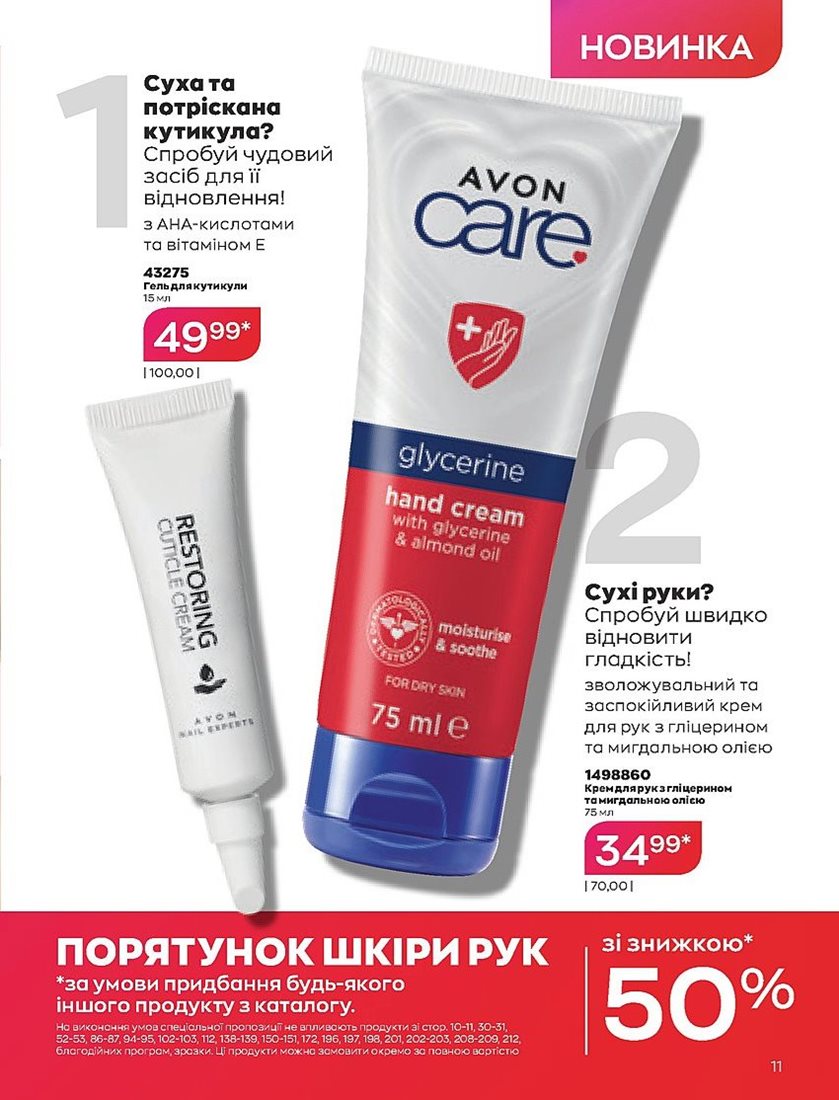 НОВИНКА
1
Суха та
потріскана
кутикула?
Спробуй чудовий
засіб для її
відновлення!
з АНА-кислотами
та вітаміном Е
43275
Гель для кутикули
15 мл
49 99*
|100,00|
AVON
care
glycerine
hand cream
with glycerine
& almond oil
DERMATOLOGICALLY
TESTED
moisturise
& soothe
FOR DRY SKIN
75 ml e
RESTORING
CUTICLE CREAM
AVON
NAIL EXPERTS
2
Сухі руки?
Спробуй швидко
відновити
гладкість!
зволожувальний та
заспокійливий крем
для рук з гліцерином
та мигдальною олією
1498860
Крем для рук з гліцерином
та мигдальною олією
75 мл
34 99*
|70,00|
ПОРЯТУНОК ШКІРИ РУК
*за умови придбання будь-якого
іншого продукту з каталогу.
На виконання умов спеціальної пропозиції не впливають продукти зі стор. 10-11, 30-31,
52-53, 86-87, 94-95, 102-103, 112, 138-139, 150-151, 172, 196, 197, 198, 201, 202-203, 208-209, 212,
благодійних програм, зразки. Ці продукти можна замовити окремо за повною вартістю
зі знижкою*
50%
11